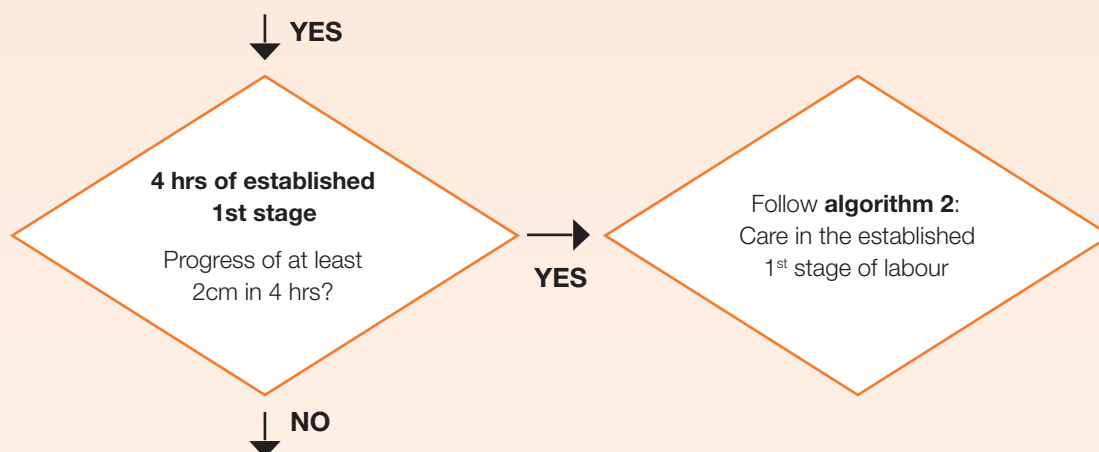 YES
4 hrs of established
1st stage
Progress of at least
2cm in 4 hrs?
YES
Follow algorithm 2:
Care in the established
1st stage of labour
NO